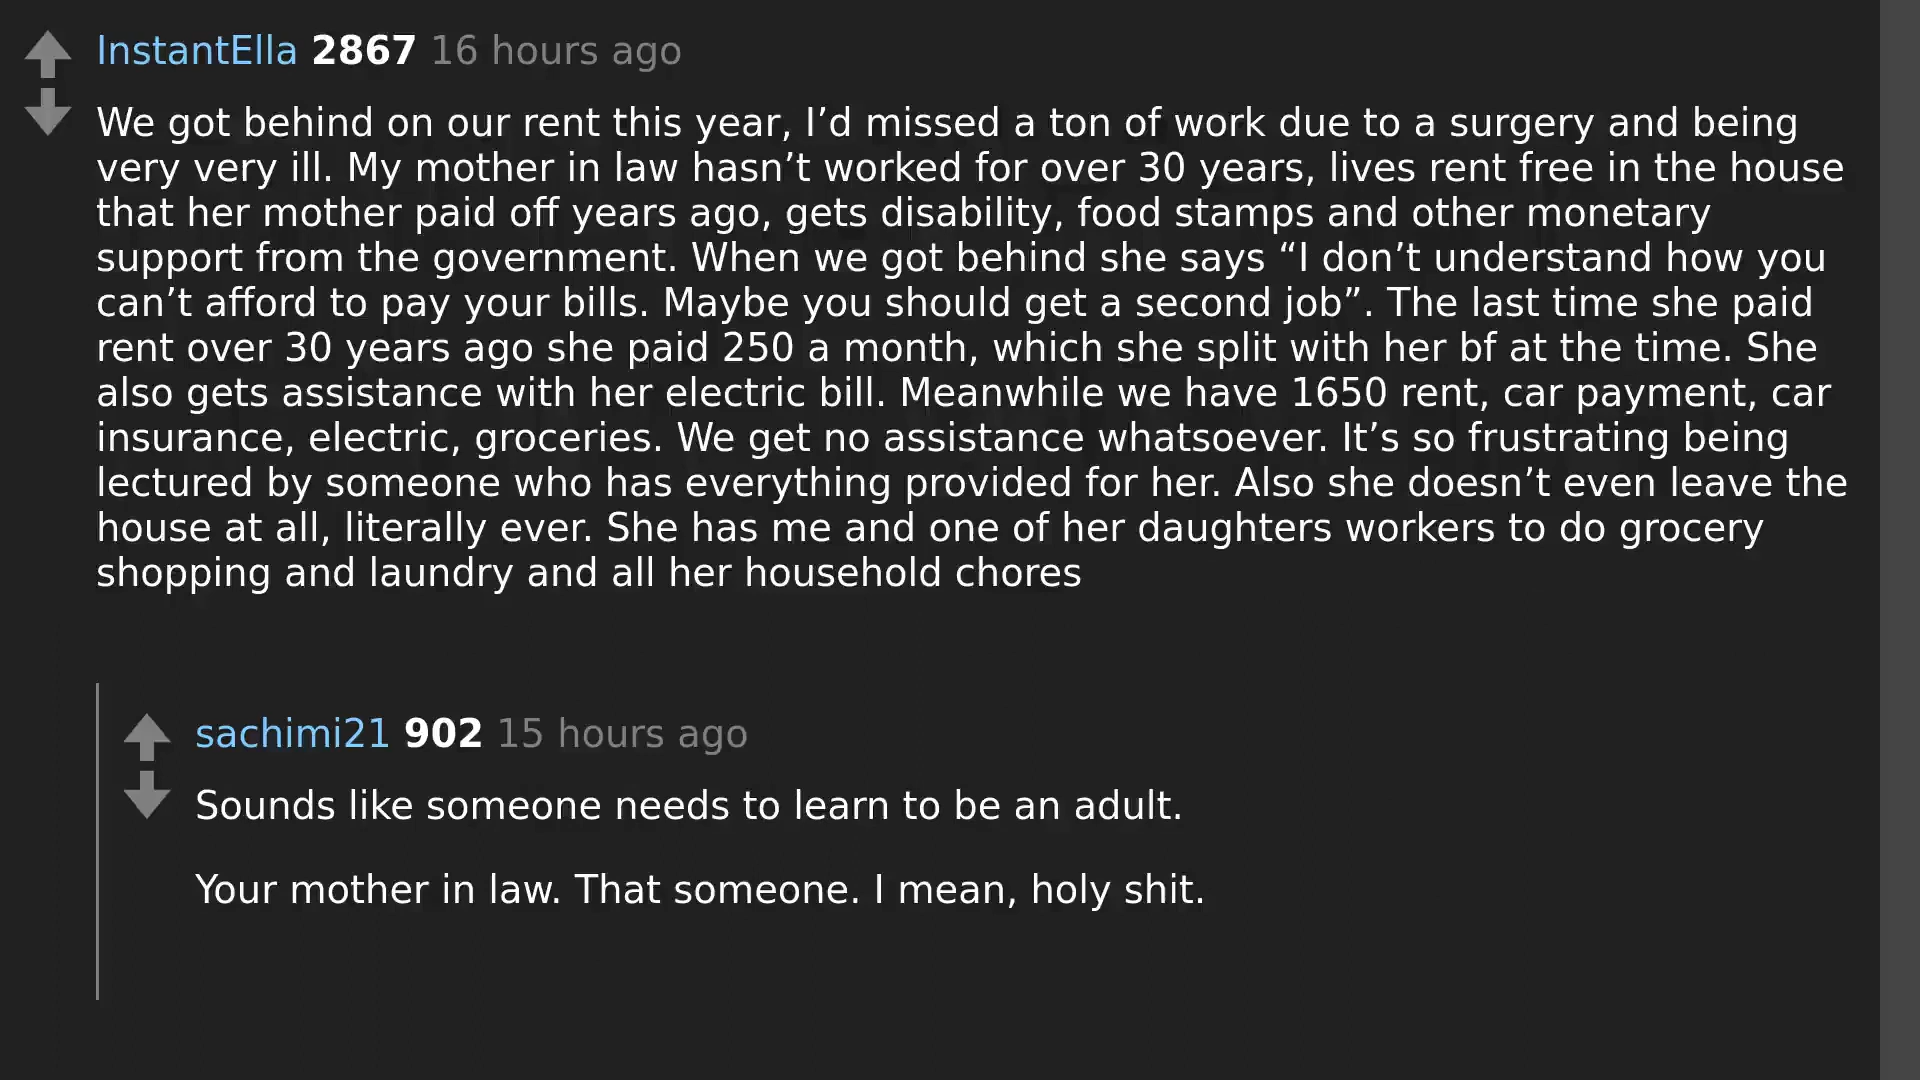 InstantElla 2867 16 hours ago
We got behind on our rent this year, I’d missed a ton of work due to a surgery and being
very very ill. My mother in law hasn’t worked for over 30 years, lives rent free in the house
that her mother paid off years ago, gets disability, food stamps and other monetary
support from the government. When we got behind she says “I don’t understand how you
can’t afford to pay your bills. Maybe you should get a second job”. The last time she paid
rent over 30 years ago she paid 250 a month, which she split with her bf at the time. She
also gets assistance with her electric bill. Meanwhile we have 1650 rent, car payment, car
insurance, electric, groceries. We get no assistance whatsoever. It’s so frustrating being
lectured by someone who has everything provided for her. Also she doesn’t even leave the
house at all, literally ever. She has me and one of her daughters workers to do grocery
shopping and laundry and all her household chores
sachimi21 902 15 hours ago
Sounds like someone needs to learn to be an adult.
Your mother in law. That someone. I mean, holy shit.